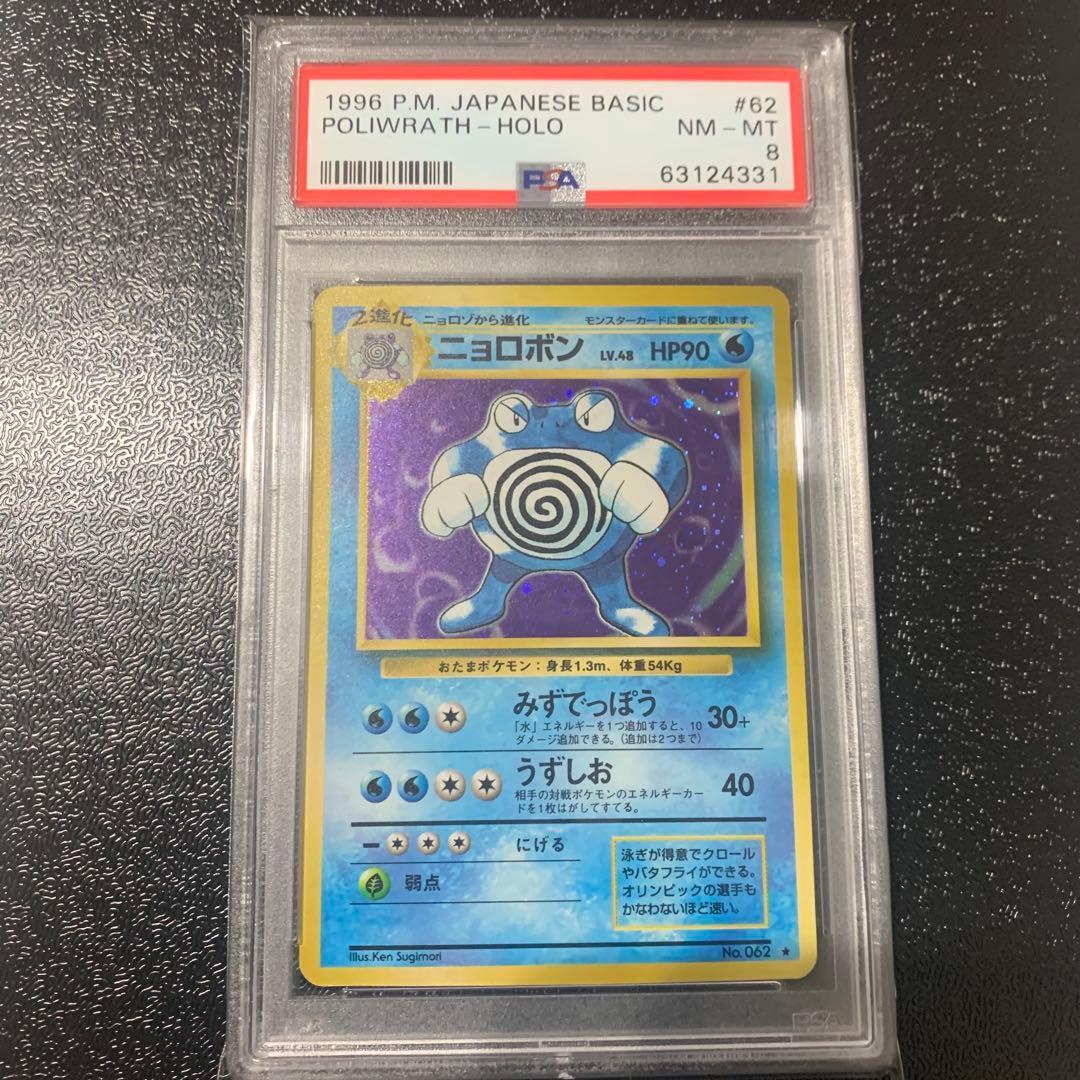 1996 P.M. JAPANESE BASIC #62
POLIWRATH - HOLO NM - MT
8
PSA 63124331
2進化 ニョロゾから進化 モンスターカードに重ねて使います。
ニョロボン LV.48 HP90
おたまポケモン：身長1.3m、体重54Kg
みずでっぽう 30+
「水」エネルギーを1つ追加すると、10
ダメージ追加できる。（追加は2つまで）
うずしお 40
相手の対戦ポケモンのエネルギーカー
ドを1枚はがしてすてる。
にげる
弱点
泳ぎが得意でクロール
やバタフライができる。
オリンピックの選手も
かなわないほど速い。
Illus.Ken Sugimori No.062 ★
PSA